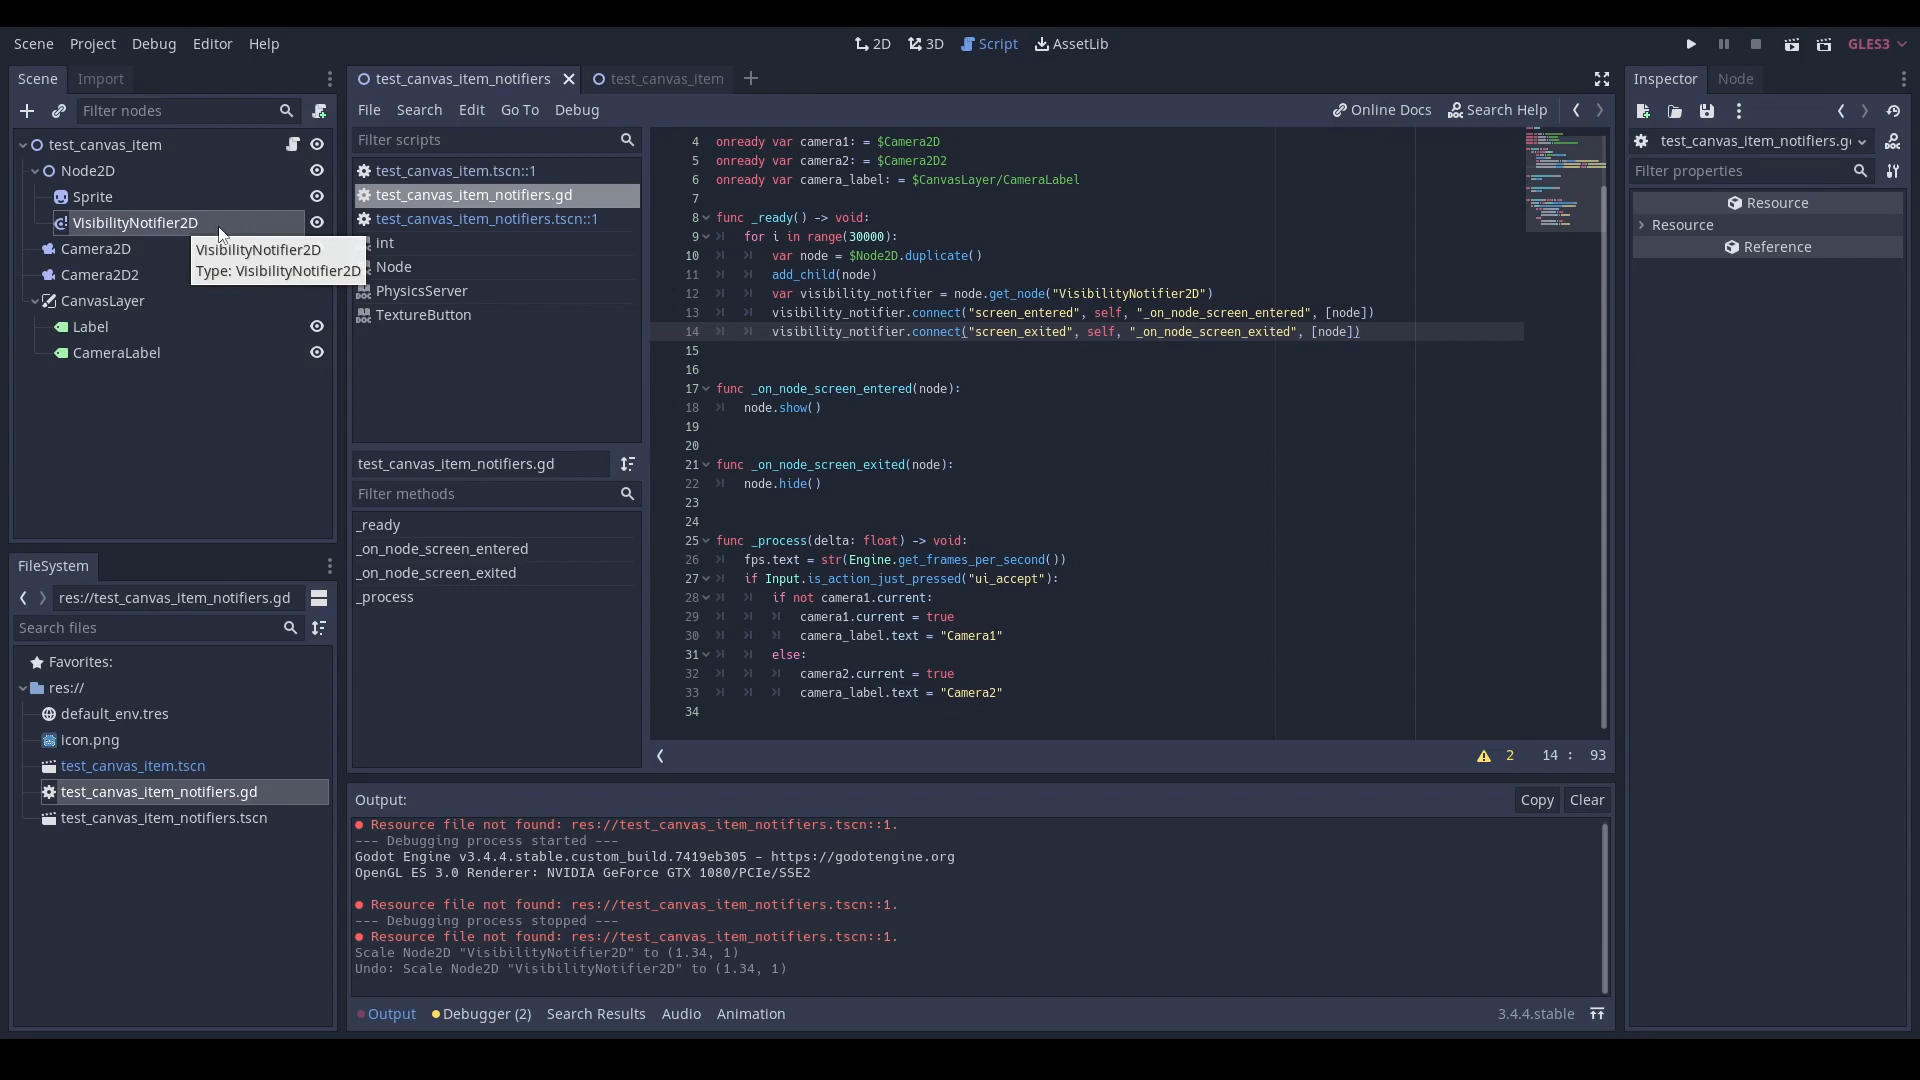 Scene Project Debug Editor Help
2D 3D Script AssetLib
GLES3
Scene Import
Filter nodes
test_canvas_item
Node2D
Sprite
VisibilityNotifier2D
Camera2D
Camera2D2
CanvasLayer
Label
CameraLabel
VisibilityNotifier2D
Type: VisibilityNotifier2D
FileSystem
res://test_canvas_item_notifiers.gd
Search files
Favorites:
res://
default_env.tres
icon.png
test_canvas_item.tscn
test_canvas_item_notifiers.gd
test_canvas_item_notifiers.tscn
test_canvas_item_notifiers test_canvas_item
File Search Edit Go To Debug
Online Docs Search Help
Filter scripts
test_canvas_item.tscn::1
test_canvas_item_notifiers.gd
test_canvas_item_notifiers.tscn::1
int
Node
PhysicsServer
TextureButton
test_canvas_item_notifiers.gd
Filter methods
_ready
_on_node_screen_entered
_on_node_screen_exited
_process
4 onready var camera1: = $Camera2D
5 onready var camera2: = $Camera2D2
6 onready var camera_label: = $CanvasLayer/CameraLabel
7
8 func _ready() -> void:
9 for i in range(30000):
10 var node = $Node2D.duplicate()
11 add_child(node)
12 var visibility_notifier = node.get_node("VisibilityNotifier2D")
13 visibility_notifier.connect("screen_entered", self, "_on_node_screen_entered", [node])
14 visibility_notifier.connect("screen_exited", self, "_on_node_screen_exited", [node])
15
16
17 func _on_node_screen_entered(node):
18 node.show()
19
20
21 func _on_node_screen_exited(node):
22 node.hide()
23
24
25 func _process(delta: float) -> void:
26 fps.text = str(Engine.get_frames_per_second())
27 if Input.is_action_just_pressed("ui_accept"):
28 if not camera1.current:
29 camera1.current = true
30 camera_label.text = "Camera1"
31 else:
32 camera2.current = true
33 camera_label.text = "Camera2"
34
2 14 : 93
Output:
Copy Clear
Resource file not found: res://test_canvas_item_notifiers.tscn::1.
--- Debugging process started ---
Godot Engine v3.4.4.stable.custom_build.7419eb305 - https://godotengine.org
OpenGL ES 3.0 Renderer: NVIDIA GeForce GTX 1080/PCIe/SSE2
Resource file not found: res://test_canvas_item_notifiers.tscn::1.
--- Debugging process stopped ---
Resource file not found: res://test_canvas_item_notifiers.tscn::1.
Scale Node2D "VisibilityNotifier2D" to (1.34, 1)
Undo: Scale Node2D "VisibilityNotifier2D" to (1.34, 1)
Output Debugger (2) Search Results Audio Animation
3.4.4.stable
Inspector Node
test_canvas_item_notifiers.g
Filter properties
Resource
Resource
Reference